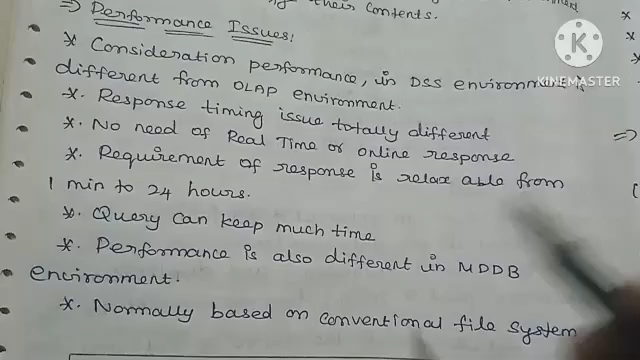 their contents.
⇒ Performance Issues:
* Consideration performance, in DSS environment is
different from OLAP environment.
* Response timing issue totally different
* No need of Real Time or online response
* Requirement of response is relax able from
1 min to 24 hours.
* Query can keep much time
* Performance is also different in MDDB
environment.
* Normally based on conventional file system
KINEMASTER